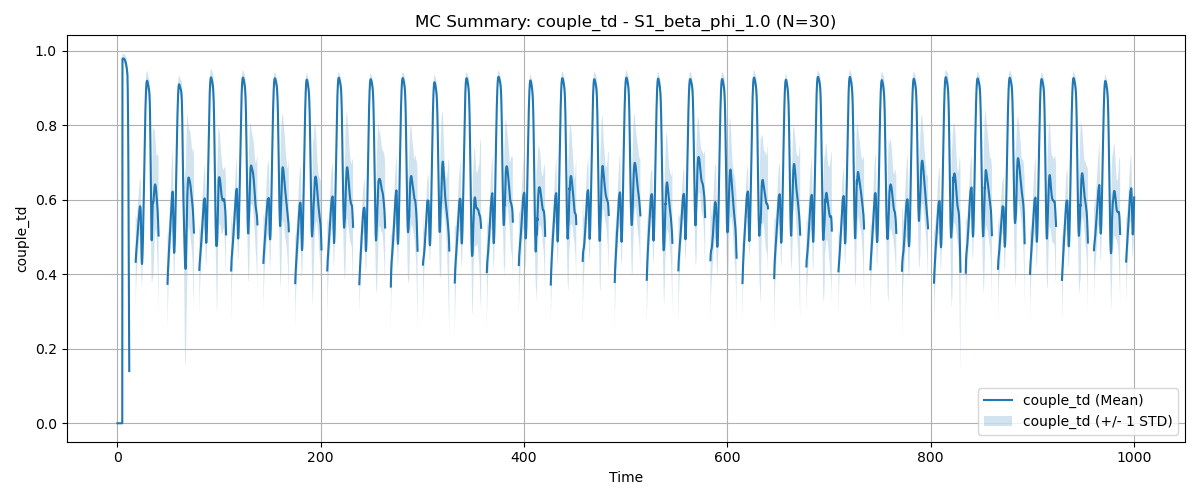 MC Summary: couple_td - S1_beta_phi_1.0 (N=30)
couple_td
1.0
0.8
0.6
0.4
0.2
0.0
couple_td (Mean)
couple_td (+/- 1 STD)
0 200 400 600 800 1000
Time